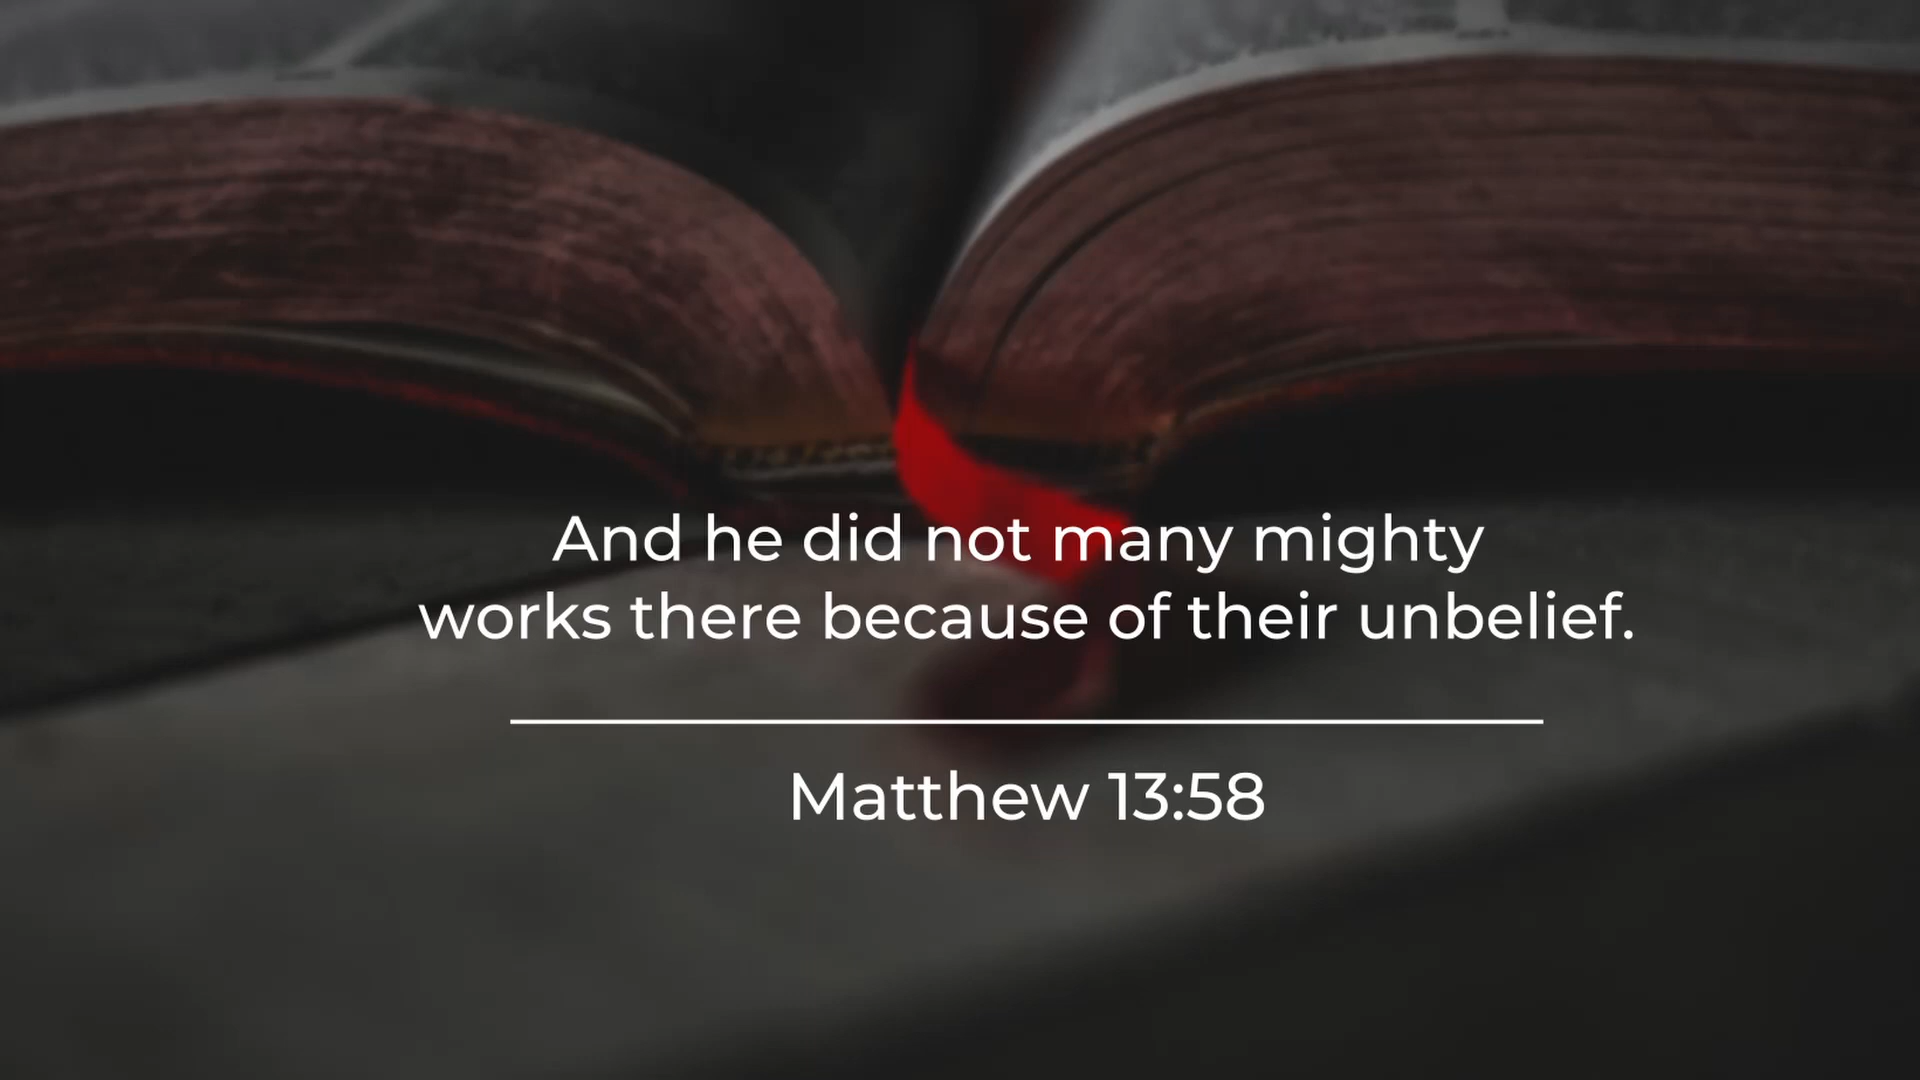 And he did not many mighty
works there because of their unbelief.
Matthew 13:58